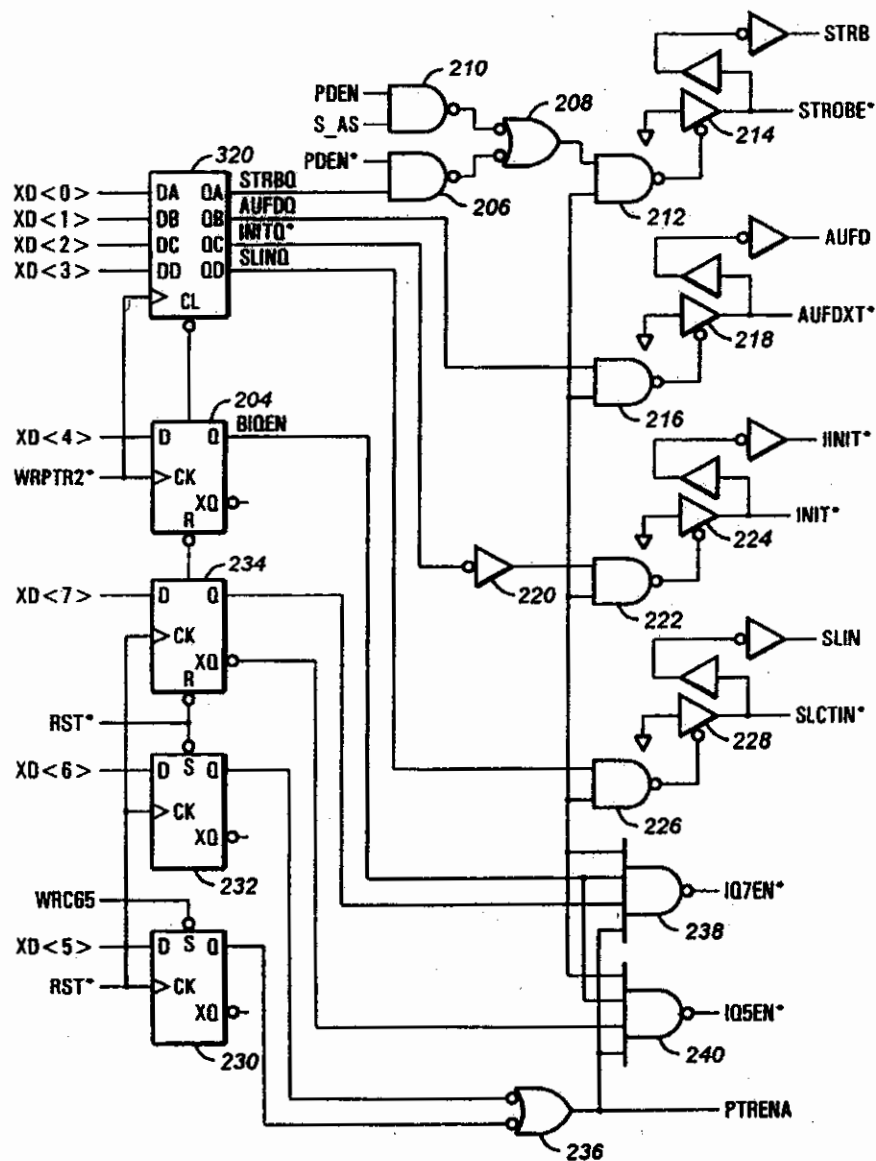 210
PDEN
S_AS
208
STRB
STROBE*
214
320
PDEN*
206
212
XD<0> DA QA STRBQ
XD<1> DB QB AUFDQ
XD<2> DC QC INITQ*
XD<3> DD QD SLINQ
CL
AUFD
AUFDXT*
218
216
204
XD<4> D Q BIQEN
WRPTR2* CK
XQ
R
IINIT*
INIT*
224
220
222
234
XD<7> D Q
CK
XQ
R
RST*
SLIN
SLCTIN*
228
226
S
XD<6> D Q
CK
XQ
232
WRC65
S
XD<5> D Q
RST* CK
XQ
230
IQ7EN*
238
IQ5EN*
240
PTRENA
236